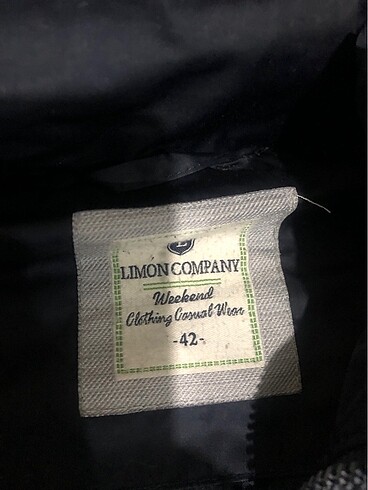 L
LIMON COMPANY
Weekend
Clothing Casual Wear
-42-